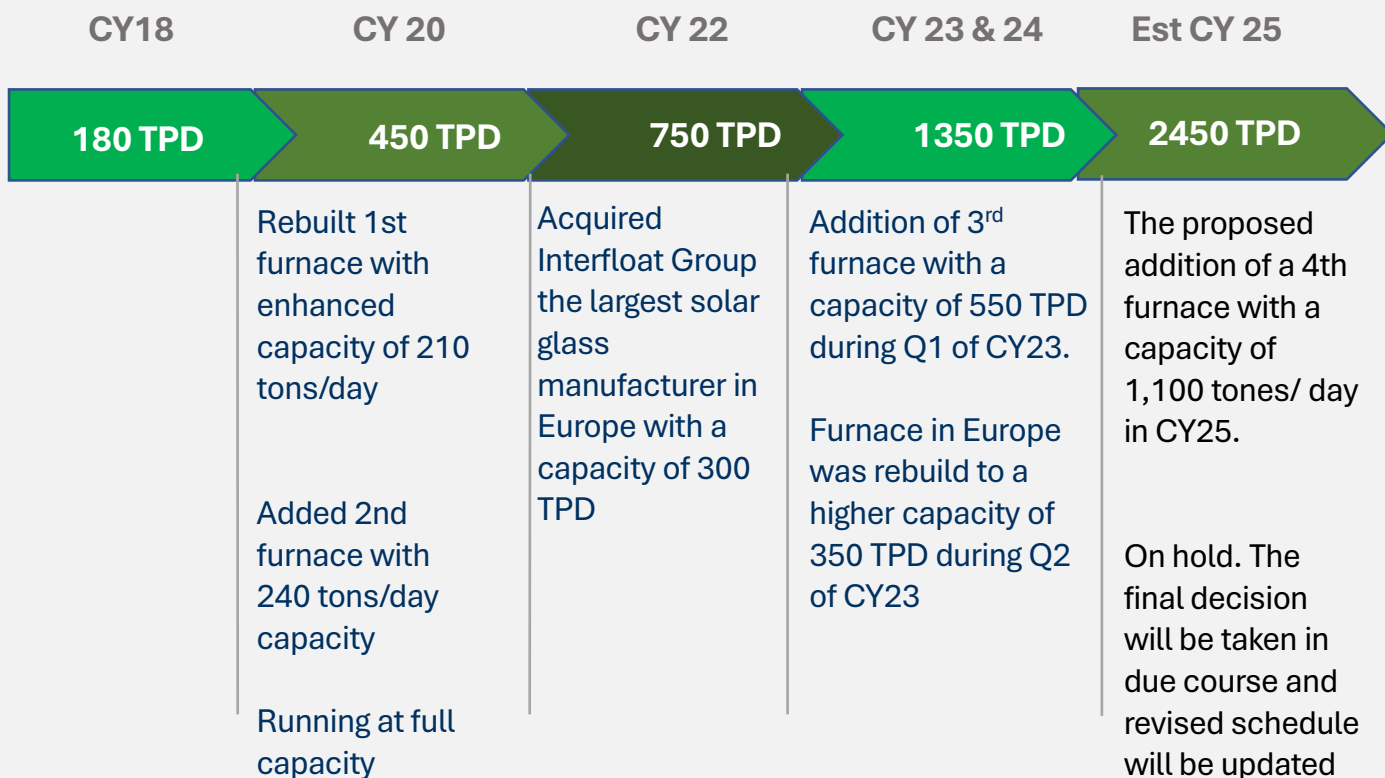 CY18
CY 20
CY 22
CY 23 & 24
Est CY 25
180 TPD
450 TPD
750 TPD
1350 TPD
2450 TPD
Rebuilt 1st
furnace with
enhanced
capacity of 210
tons/day
Added 2nd
furnace with
240 tons/day
capacity
Running at full
capacity
Acquired
Interfloat Group
the largest solar
glass
manufacturer in
Europe with a
capacity of 300
TPD
Addition of 3rd
furnace with a
capacity of 550 TPD
during Q1 of CY23.
Furnace in Europe
was rebuild to a
higher capacity of
350 TPD during Q2
of CY23
The proposed
addition of a 4th
furnace with a
capacity of
1,100 tones/ day
in CY25.
On hold. The
final decision
will be taken in
due course and
revised schedule
will be updated